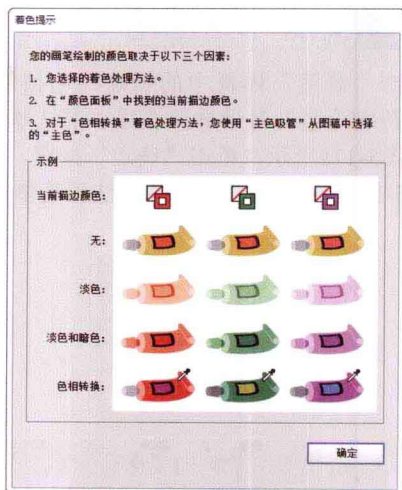 着色提示
您的画笔绘制的颜色取决于以下三个因素：
1. 您选择的着色处理方法。
2. 在“颜色面板”中找到的当前描边颜色。
3. 对于“色相转换”着色处理方法，您使用“主色吸管”从图稿中选择
的“主色”。
示例
当前描边颜色：
无：
淡色：
淡色和暗色：
色相转换：
确定